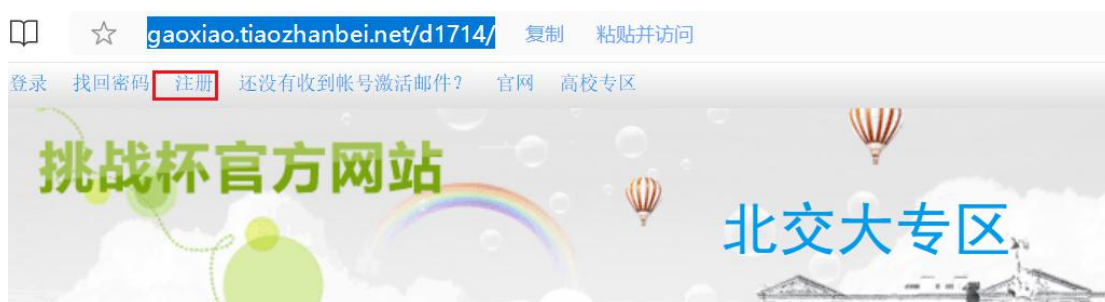 gaoxiao.tiaozhanbei.net/d1714/ 复制 粘贴并访问
登录 找回密码 注册 还没有收到帐号激活邮件? 官网 高校专区
挑战杯官方网站
北交大专区